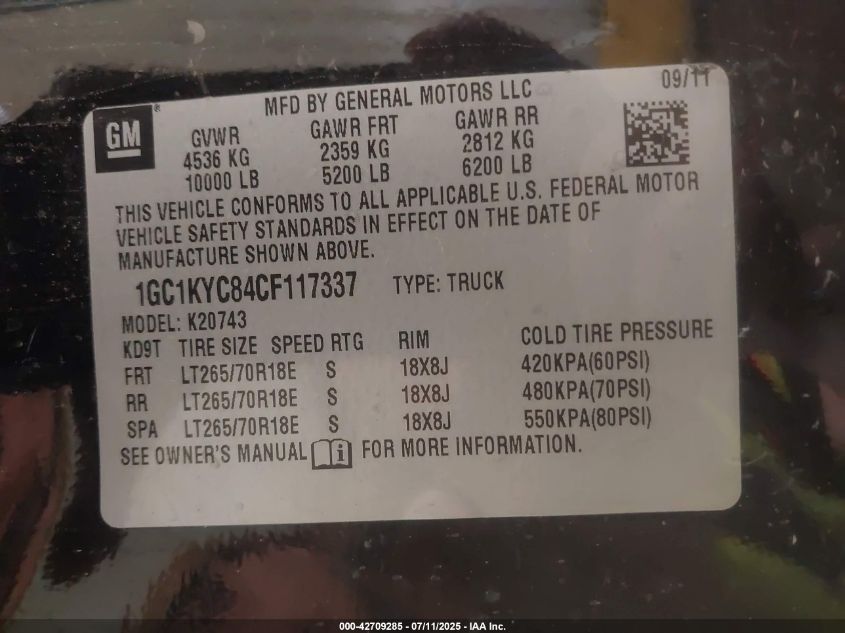 09/11
MFD BY GENERAL MOTORS LLC
GM ®
GVWR GAWR FRT GAWR RR
4536 KG 2359 KG 2812 KG
10000 LB 5200 LB 6200 LB
THIS VEHICLE CONFORMS TO ALL APPLICABLE U.S. FEDERAL MOTOR
VEHICLE SAFETY STANDARDS IN EFFECT ON THE DATE OF
MANUFACTURE SHOWN ABOVE.
1GC1KYC84CF117337 TYPE: TRUCK
MODEL: K20743
KD9T TIRE SIZE SPEED RTG RIM COLD TIRE PRESSURE
FRT LT265/70R18E S 18X8J 420KPA(60PSI)
RR LT265/70R18E S 18X8J 480KPA(70PSI)
SPA LT265/70R18E S 18X8J 550KPA(80PSI)
SEE OWNER'S MANUAL i FOR MORE INFORMATION.
000-42709285 - 07/11/2025 - IAA Inc.